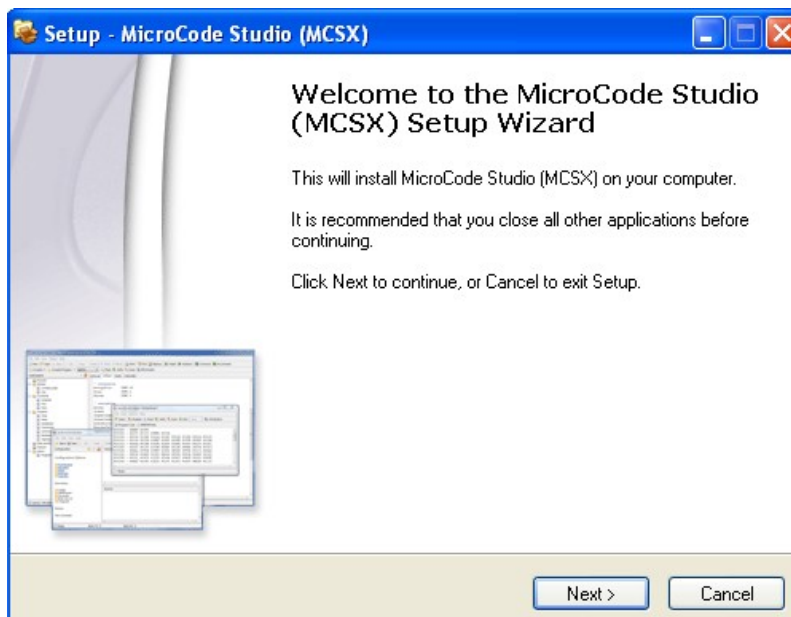 Setup - MicroCode Studio (MCSX)
Welcome to the MicroCode Studio
(MCSX) Setup Wizard
This will install MicroCode Studio (MCSX) on your computer.
It is recommended that you close all other applications before
continuing.
Click Next to continue, or Cancel to exit Setup.
Next >
Cancel